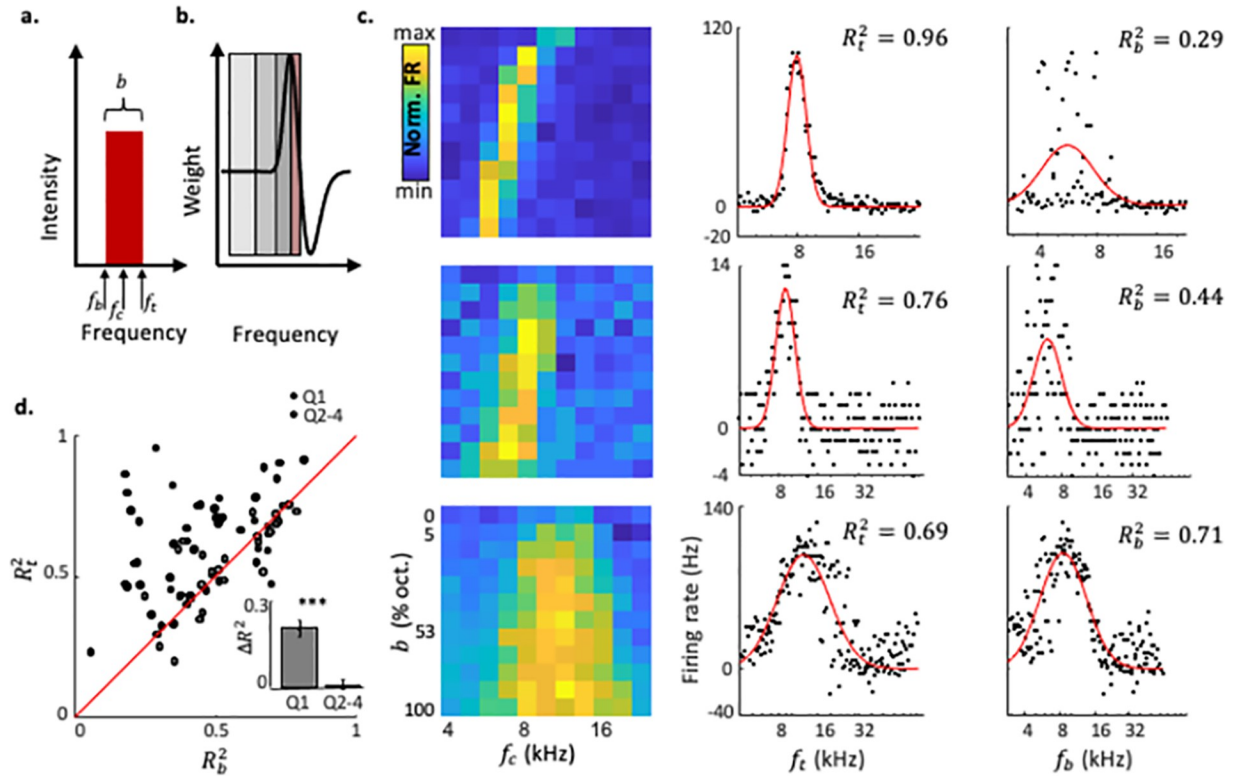 a.
b
Intensity
f_b f_c f_t
Frequency
b.
Weight
Frequency
c.
max
Norm. FR
min
120
0
-20
8 16
R_t^2 = 0.96
4 8 16
R_b^2 = 0.29
14
0
-4
8 16 32
R_t^2 = 0.76
4 8 16 32
R_b^2 = 0.44
0
5
53
100
b (% oct.)
4 8 16
f_c (kHz)
140
0
-40
Firing rate (Hz)
8 16 32
f_t (kHz)
R_t^2 = 0.69
4 8 16 32
f_b (kHz)
R_b^2 = 0.71
d.
Q1
Q2-4
1
0.5
0
R_t^2
0 0.5 1
R_b^2
0.3
0
ΔR^2
***
Q1 Q2-4